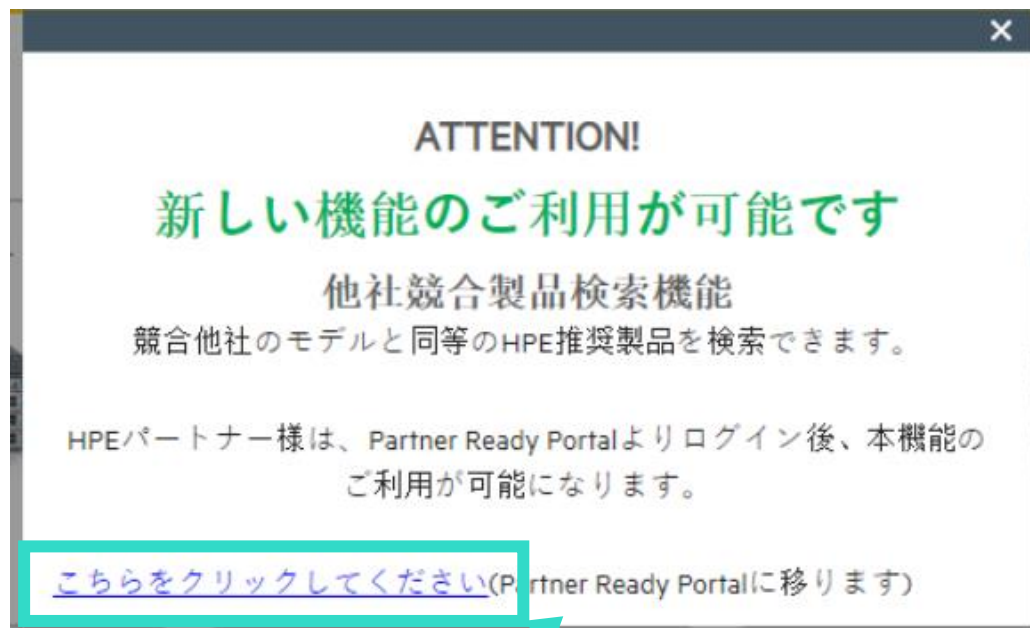 ATTENTION!
新しい機能のご利用が可能です
他社競合製品検索機能
競合他社のモデルと同等のHPE推奨製品を検索できます。
HPEパートナー様は、Partner Ready Portalよりログイン後、本機能の
ご利用が可能になります。
こちらをクリックしてください(Partner Ready Portalに移ります)